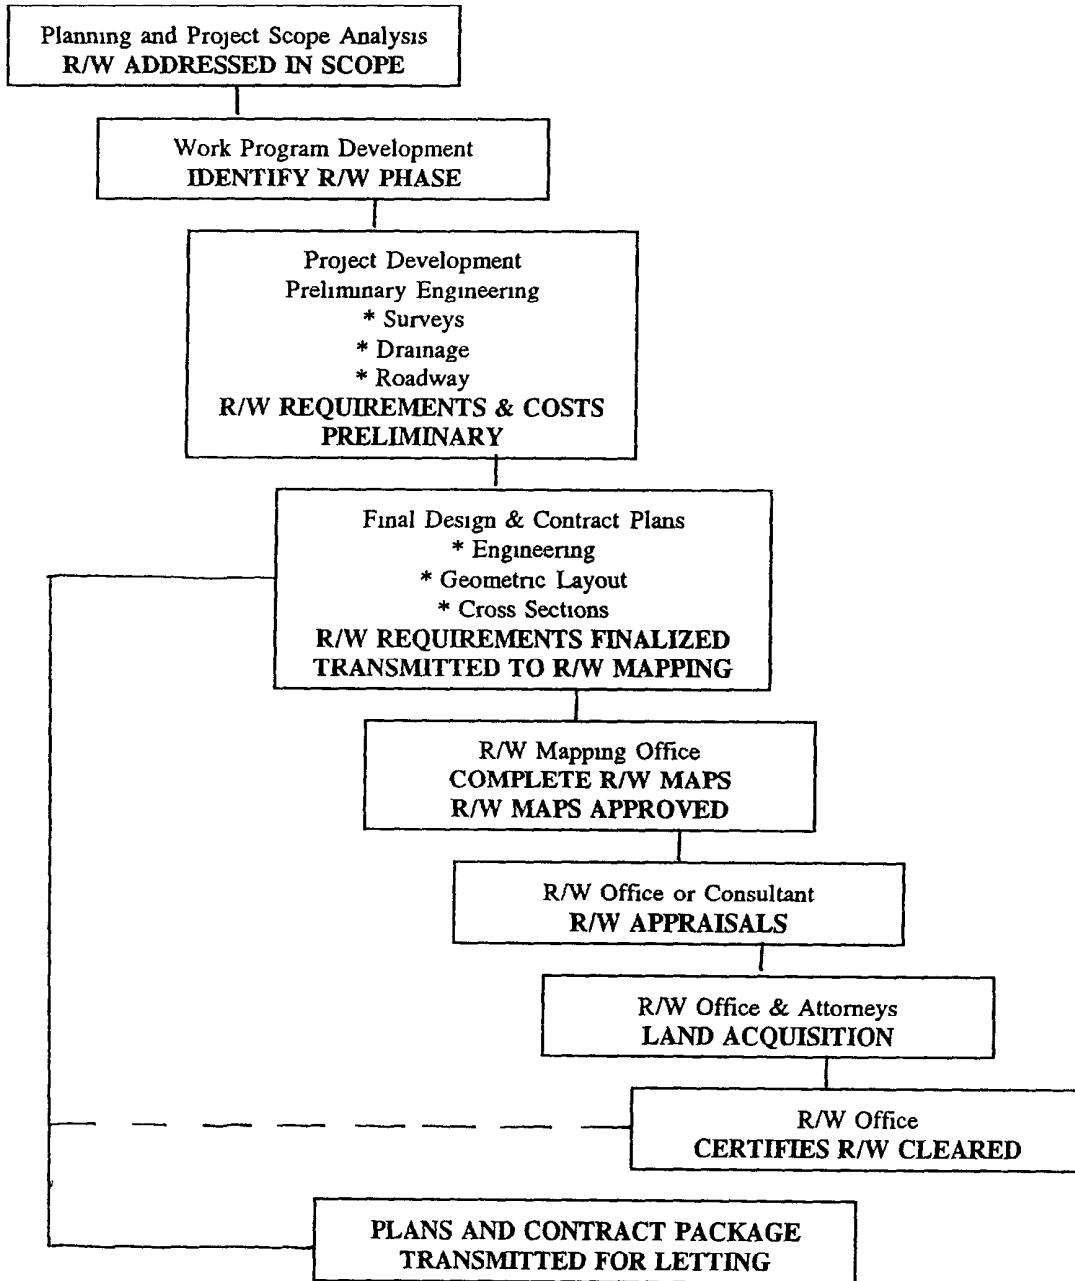 Planning and Project Scope Analysis
R/W ADDRESSED IN SCOPE
Work Program Development
IDENTIFY R/W PHASE
Project Development
Preliminary Engineering
* Surveys
* Drainage
* Roadway
R/W REQUIREMENTS & COSTS
PRELIMINARY
Final Design & Contract Plans
* Engineering
* Geometric Layout
* Cross Sections
R/W REQUIREMENTS FINALIZED
TRANSMITTED TO R/W MAPPING
R/W Mapping Office
COMPLETE R/W MAPS
R/W MAPS APPROVED
R/W Office or Consultant
R/W APPRAISALS
R/W Office & Attorneys
LAND ACQUISITION
R/W Office
CERTIFIES R/W CLEARED
PLANS AND CONTRACT PACKAGE
TRANSMITTED FOR LETTING